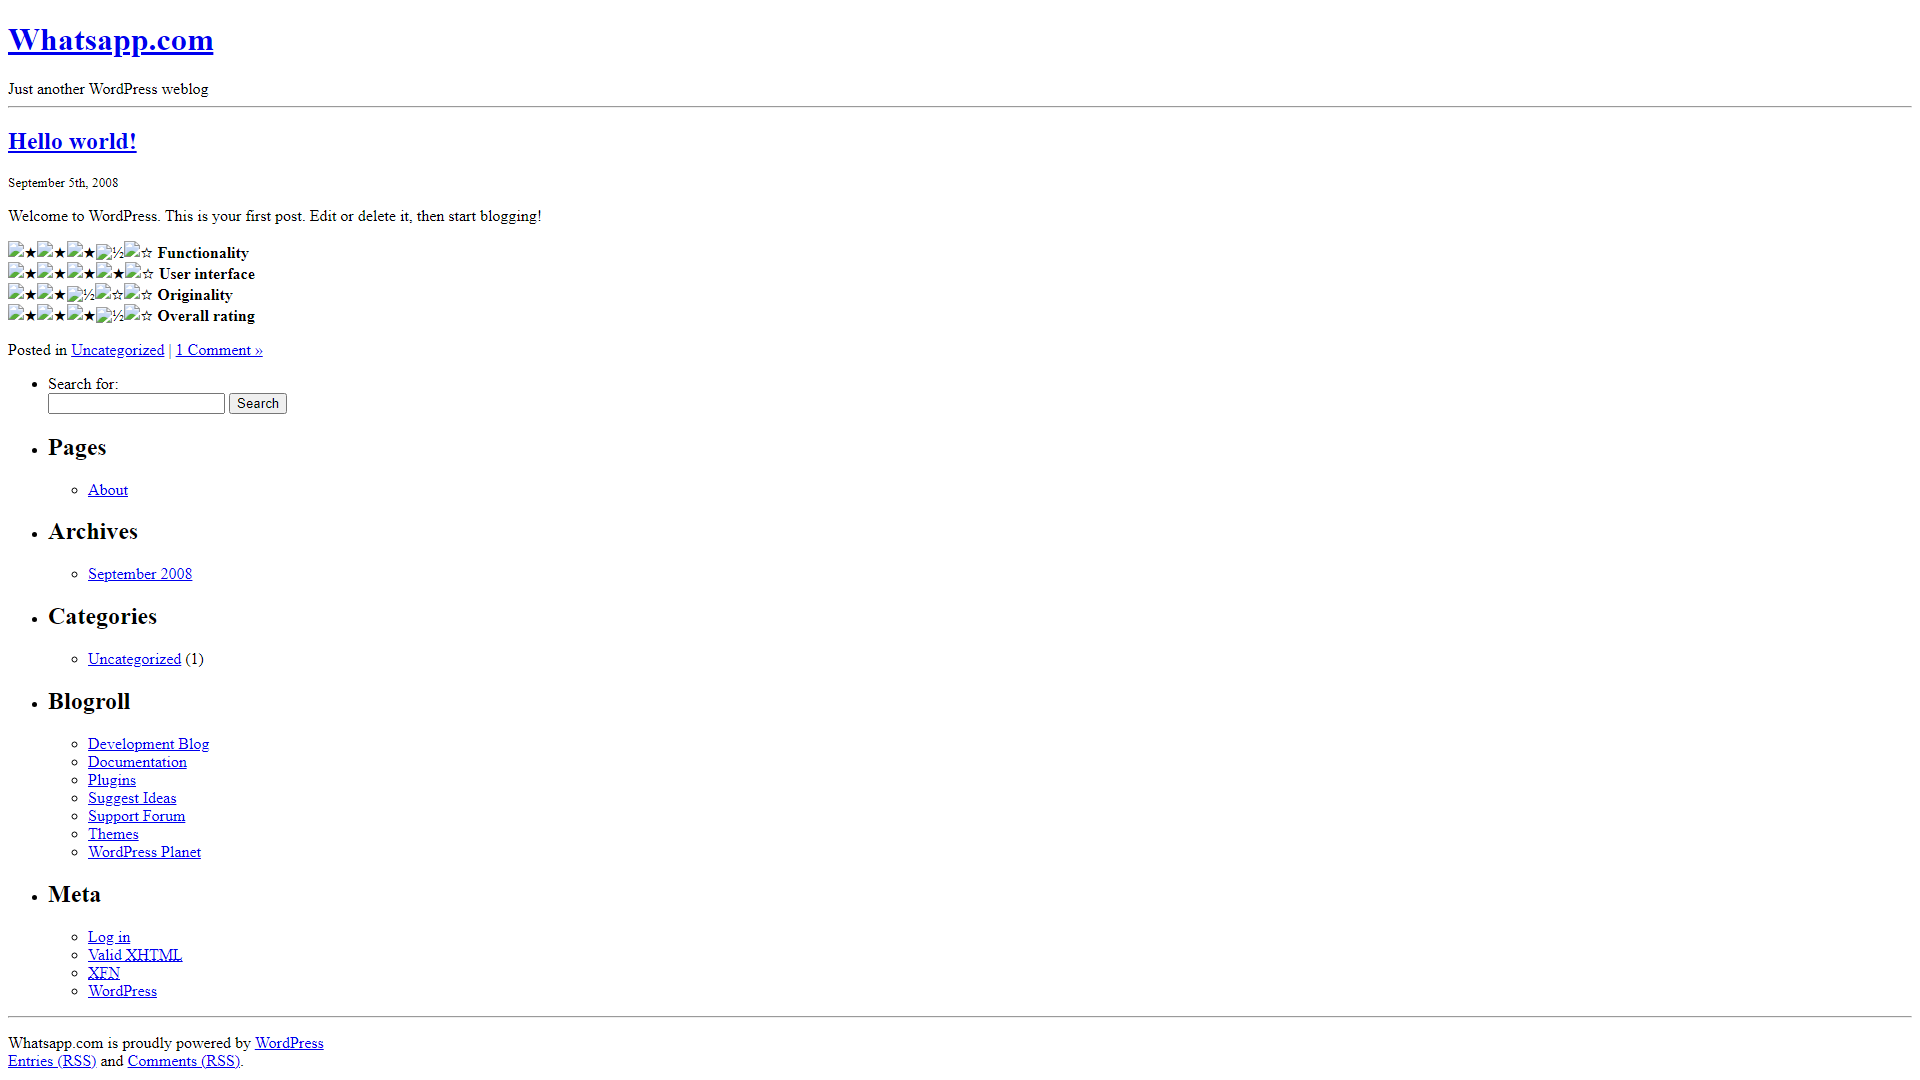 Whatsapp.com
Just another WordPress weblog
Hello world!
September 5th, 2008
Welcome to WordPress. This is your first post. Edit or delete it, then start blogging!
★★★½☆ Functionality
★★★★☆ User interface
★★½☆☆ Originality
★★★½☆ Overall rating
Posted in Uncategorized | 1 Comment »
Search for:
Search
Pages
About
Archives
September 2008
Categories
Uncategorized (1)
Blogroll
Development Blog
Documentation
Plugins
Suggest Ideas
Support Forum
Themes
WordPress Planet
Meta
Log in
Valid XHTML
XFN
WordPress
Whatsapp.com is proudly powered by WordPress
Entries (RSS) and Comments (RSS).